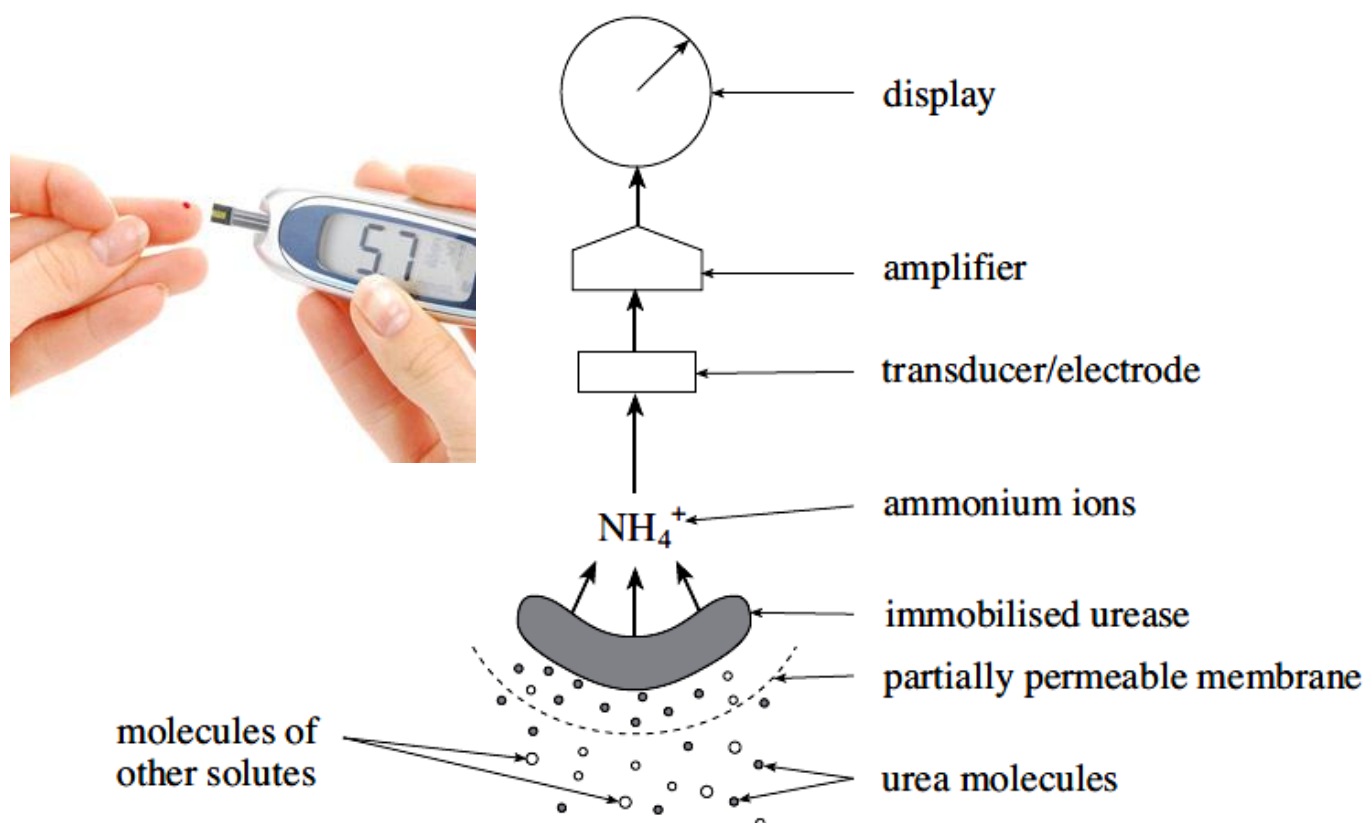 display
amplifier
57
transducer/electrode
ammonium ions
NH₄⁺
immobilised urease
partially permeable membrane
molecules of
other solutes
urea molecules